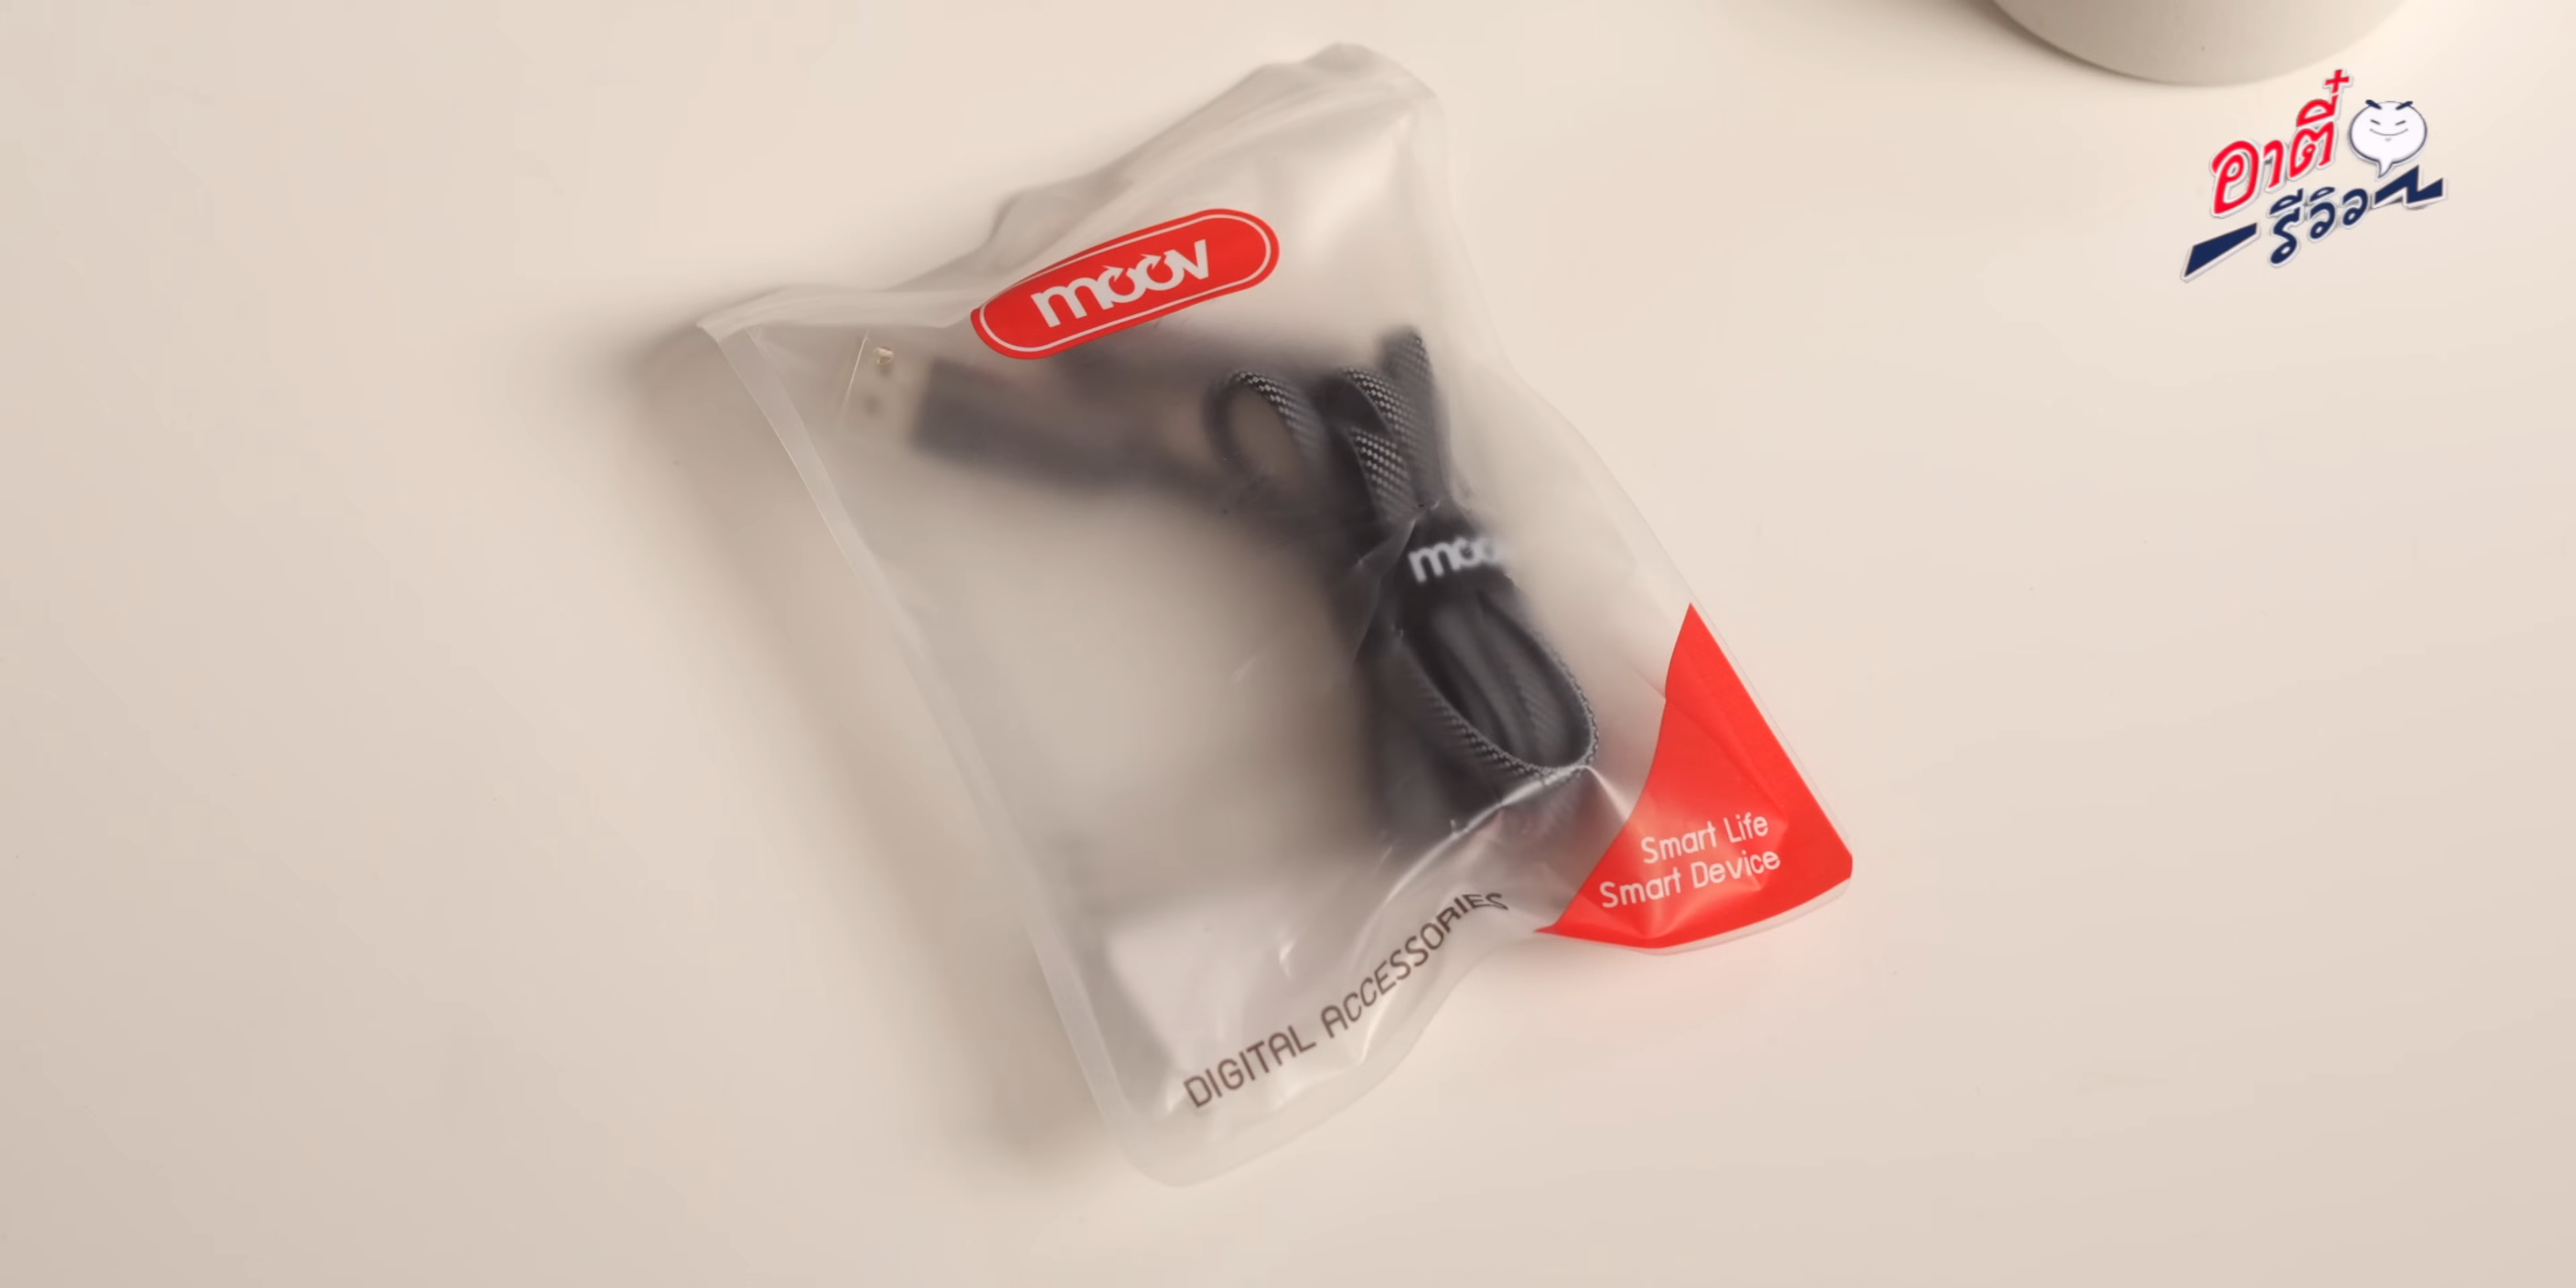 อาตี๋
รีวิว
moov
moov
Smart Life
Smart Device
DIGITAL ACCESSORIES